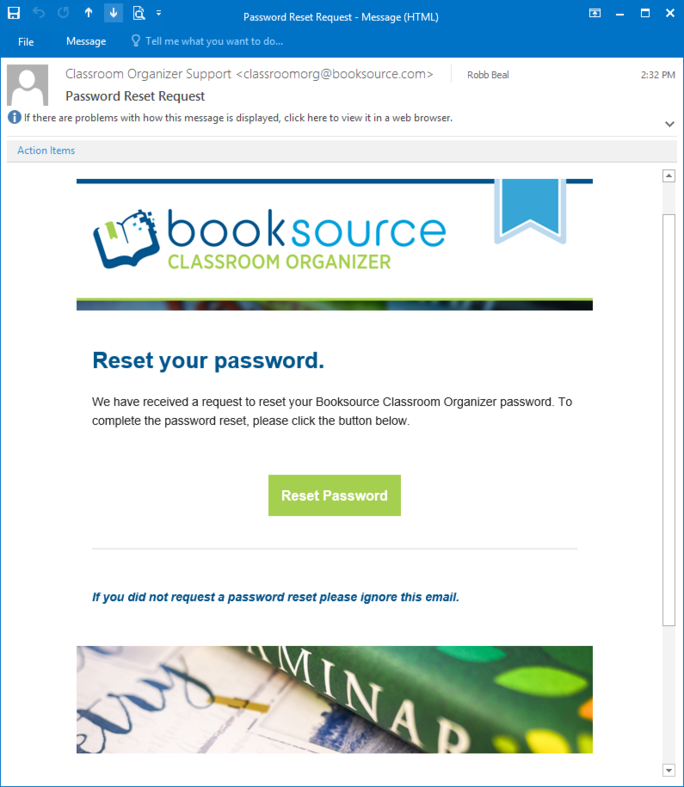 Password Reset Request - Message (HTML)
File Message Tell me what you want to do...
Classroom Organizer Support <classroomorg@booksource.com> Robb Beal 2:32 PM
Password Reset Request
If there are problems with how this message is displayed, click here to view it in a web browser.
Action Items
booksource
CLASSROOM ORGANIZER
Reset your password.
We have received a request to reset your Booksource Classroom Organizer password. To
complete the password reset, please click the button below.
Reset Password
If you did not request a password reset please ignore this email.